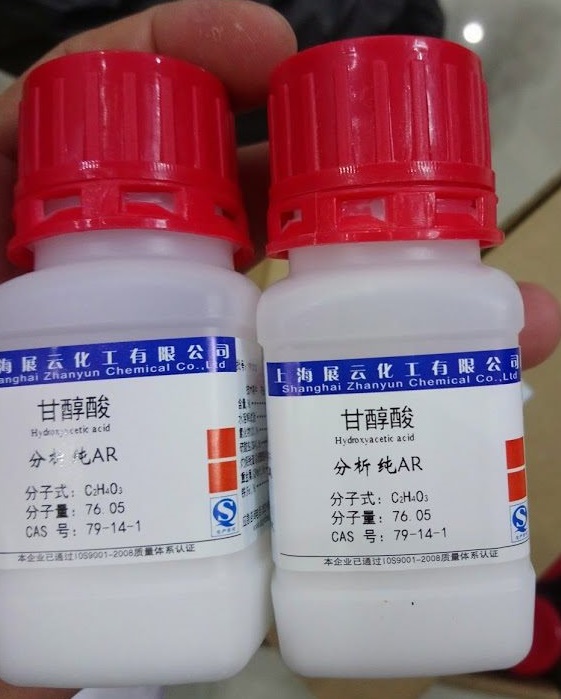 海展云化工有限公司
anghai Zhanyun Chemical Co.,Ltd
甘醇酸
Hydroxyacetic acid
分析纯AR
分子式: C₂H₄O₃
分子量: 76.05
CAS 号: 79-14-1
本企业已通过IOS9001-2008质量体系认证
上海展云化工有限公司
Shanghai Zhanyun Chemical Co.,Ltd
甘醇酸
Hydroxyacetic acid
分析纯AR
分子式: C₂H₄O₃
分子量: 76.05
CAS 号: 79-14-1
本企业已通过IOS9001-2008质量体系认证